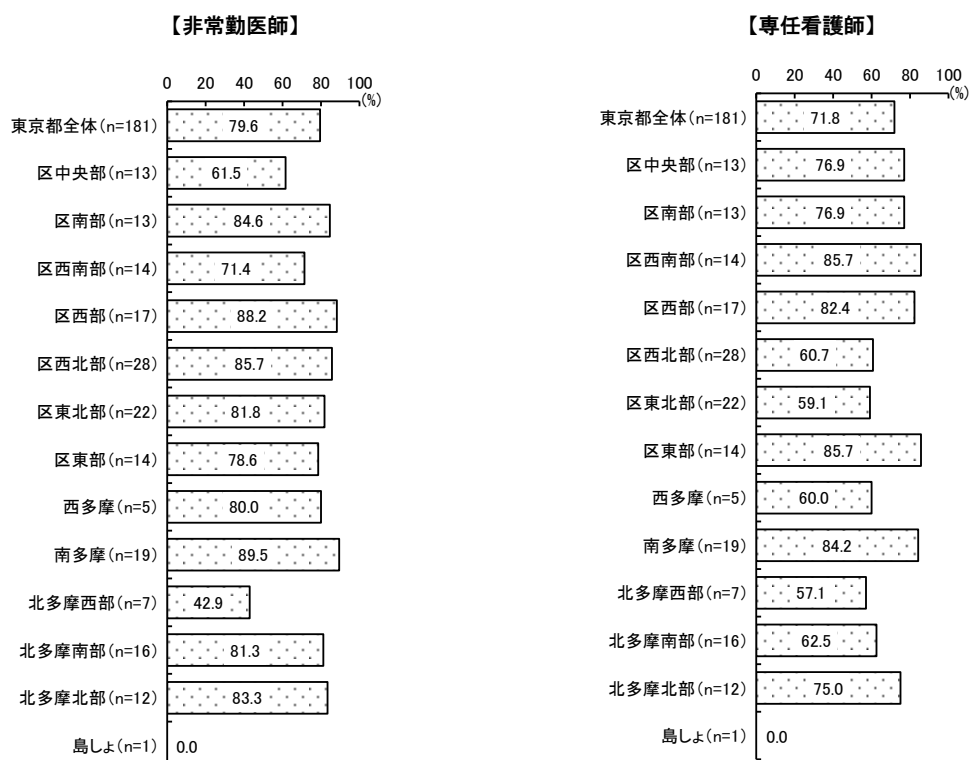 【非常勤医師】
0 20 40 60 80 100
(%)
東京都全体(n=181) 79.6
区中央部(n=13) 61.5
区南部(n=13) 84.6
区西南部(n=14) 71.4
区西部(n=17) 88.2
区西北部(n=28) 85.7
区東北部(n=22) 81.8
区東部(n=14) 78.6
西多摩(n=5) 80.0
南多摩(n=19) 89.5
北多摩西部(n=7) 42.9
北多摩南部(n=16) 81.3
北多摩北部(n=12) 83.3
島しょ(n=1) 0.0
【専任看護師】
0 20 40 60 80 100
(%)
東京都全体(n=181) 71.8
区中央部(n=13) 76.9
区南部(n=13) 76.9
区西南部(n=14) 85.7
区西部(n=17) 82.4
区西北部(n=28) 60.7
区東北部(n=22) 59.1
区東部(n=14) 85.7
西多摩(n=5) 60.0
南多摩(n=19) 84.2
北多摩西部(n=7) 57.1
北多摩南部(n=16) 62.5
北多摩北部(n=12) 75.0
島しょ(n=1) 0.0